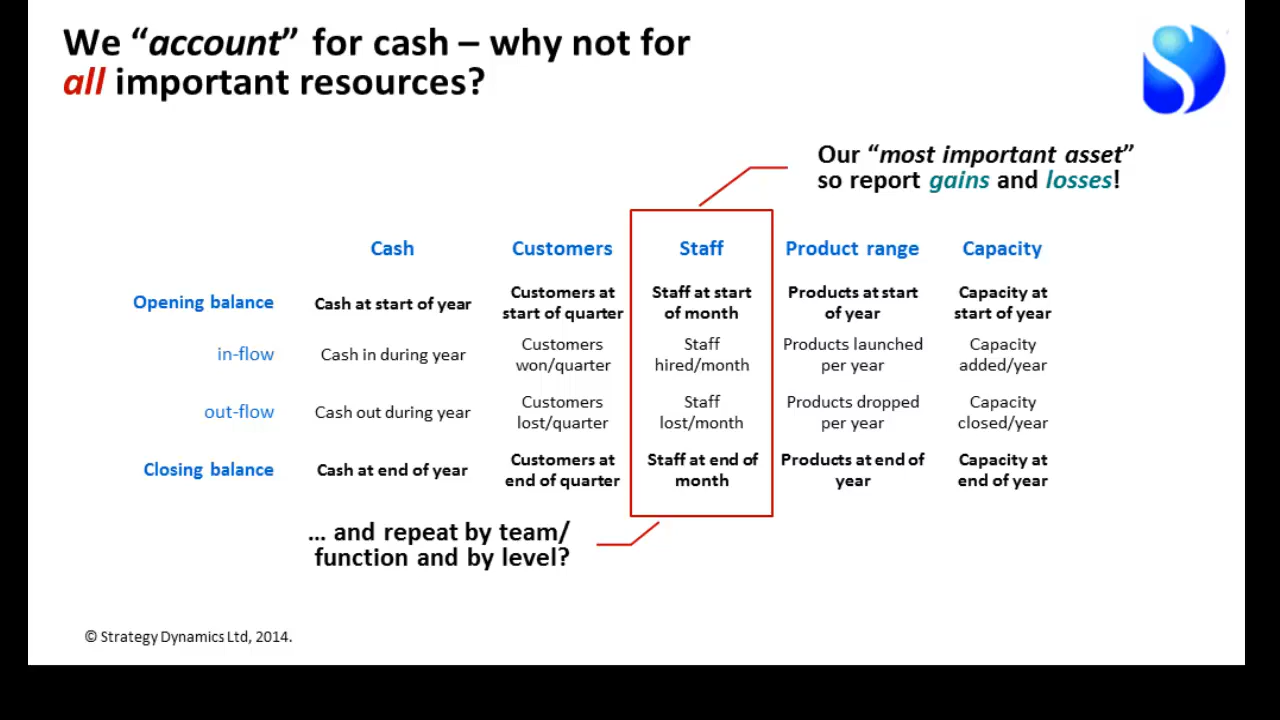 We “account” for cash – why not for
all important resources?
Our “most important asset”
so report gains and losses!
Cash Customers Staff Product range Capacity
Opening balance Cash at start of year Customers at start of quarter Staff at start of month Products at start of year Capacity at start of year
in-flow Cash in during year Customers won/quarter Staff hired/month Products launched per year Capacity added/year
out-flow Cash out during year Customers lost/quarter Staff lost/month Products dropped per year Capacity closed/year
Closing balance Cash at end of year Customers at end of quarter Staff at end of month Products at end of year Capacity at end of year
... and repeat by team/
function and by level?
© Strategy Dynamics Ltd, 2014.